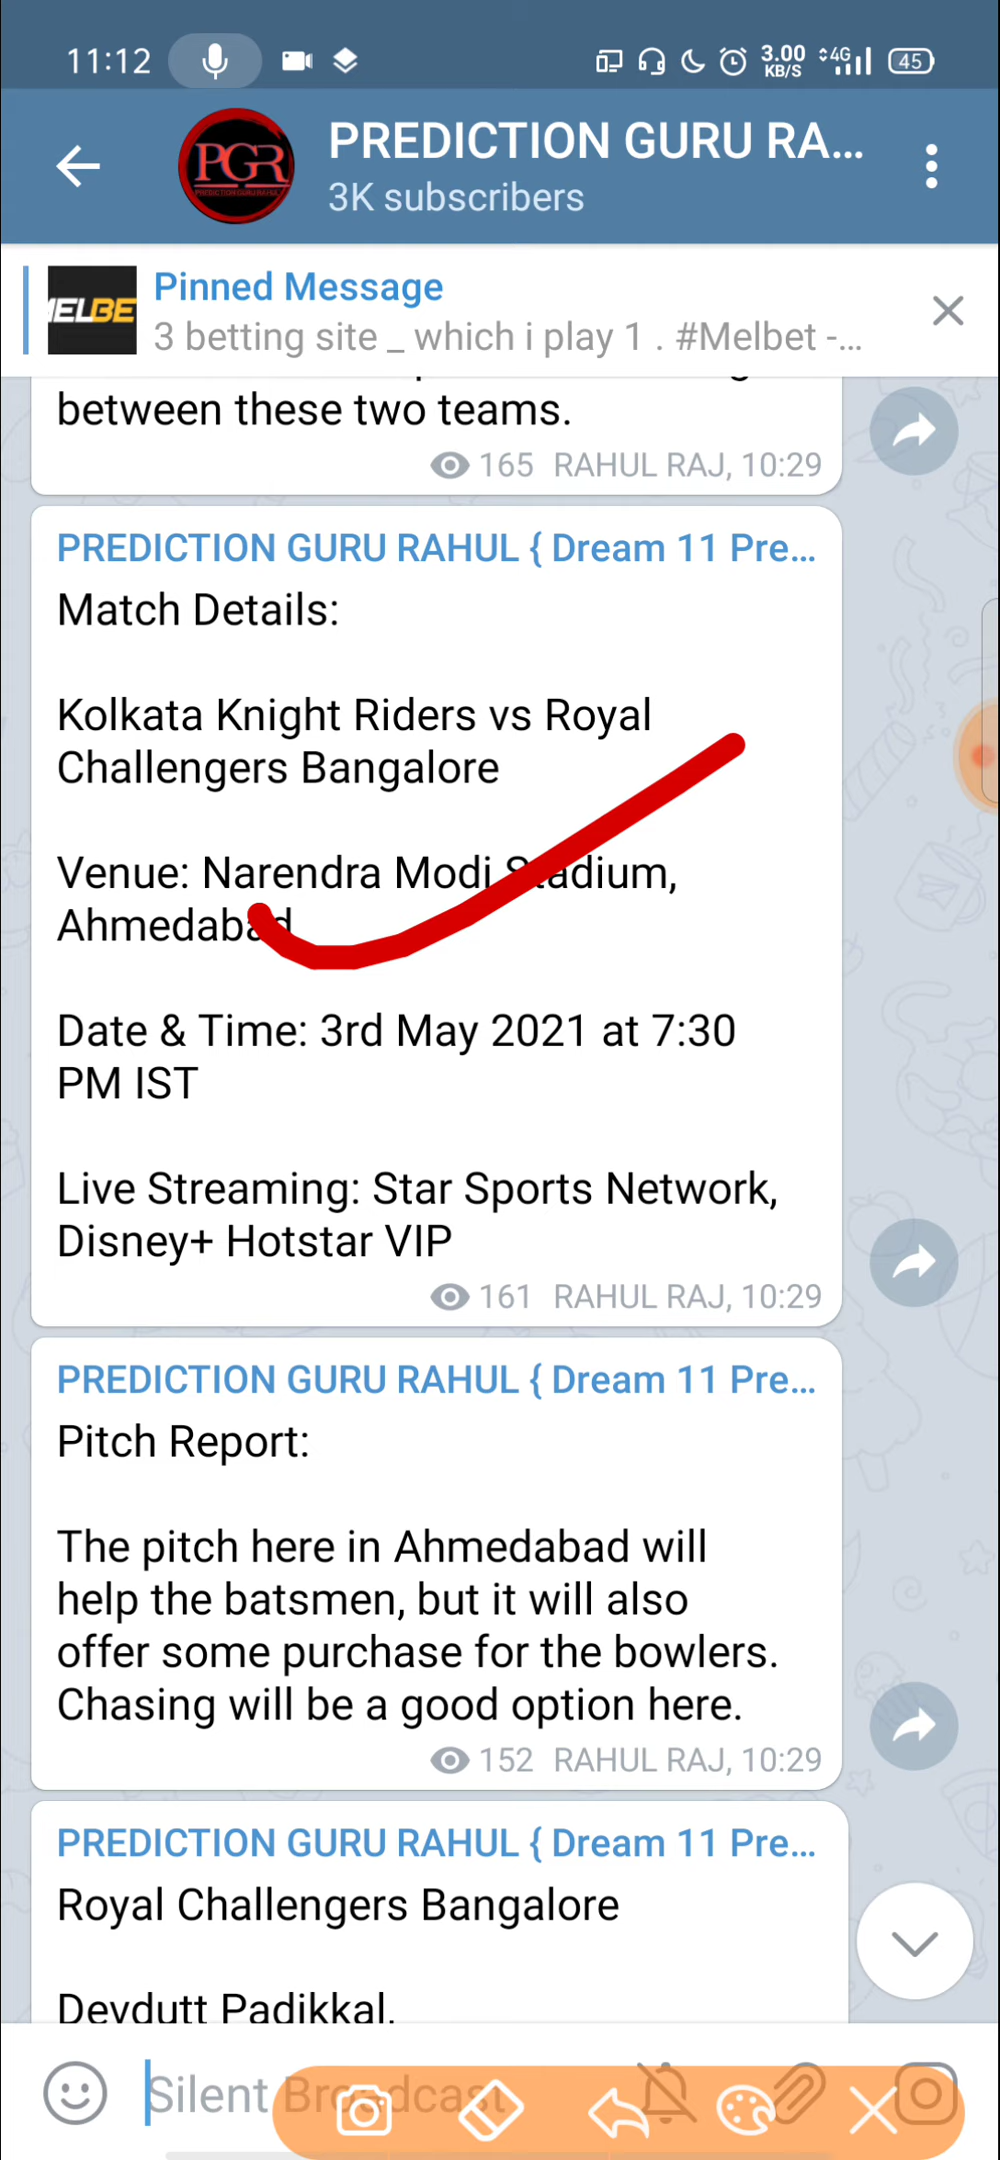 11:12
3.00
KB/S
4G
45
PGR
PREDICTION GURU RAHUL
PREDICTION GURU RA...
3K subscribers
ELBE
Pinned Message
3 betting site _ which i play 1 . #Melbet -...
between these two teams.
165 RAHUL RAJ, 10:29
PREDICTION GURU RAHUL { Dream 11 Pre...
Match Details:
Kolkata Knight Riders vs Royal
Challengers Bangalore
Venue: Narendra Modi Stadium,
Ahmedabad
Date & Time: 3rd May 2021 at 7:30
PM IST
Live Streaming: Star Sports Network,
Disney+ Hotstar VIP
161 RAHUL RAJ, 10:29
PREDICTION GURU RAHUL { Dream 11 Pre...
Pitch Report:
The pitch here in Ahmedabad will
help the batsmen, but it will also
offer some purchase for the bowlers.
Chasing will be a good option here.
152 RAHUL RAJ, 10:29
PREDICTION GURU RAHUL { Dream 11 Pre...
Royal Challengers Bangalore
Devdutt Padikkal,
Silent Broadcast